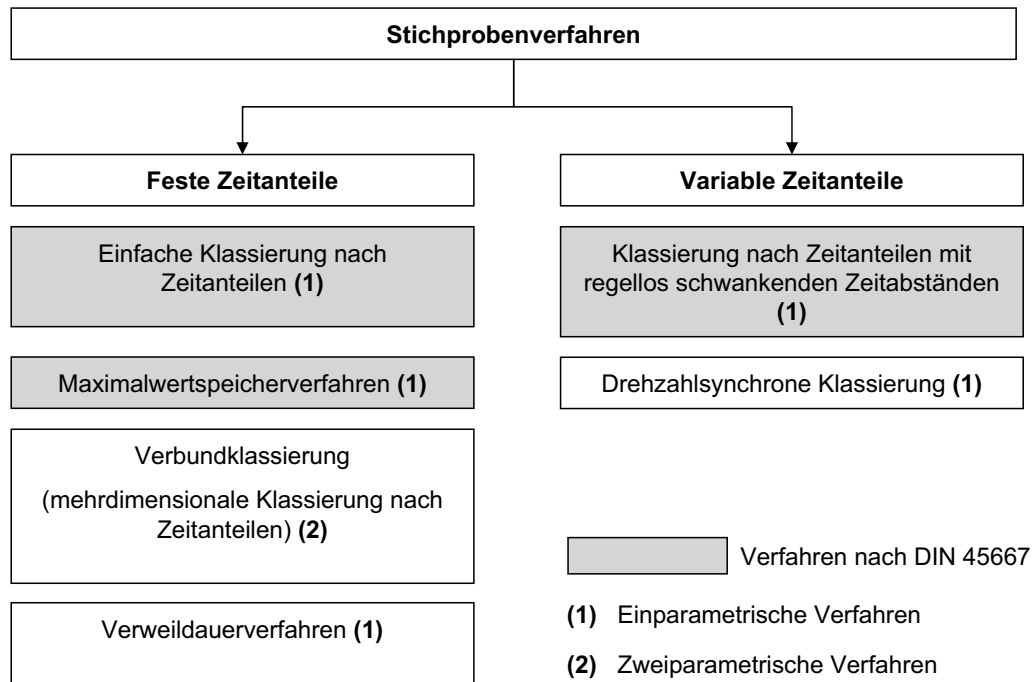 Stichprobenverfahren
Feste Zeitanteile
Einfache Klassierung nach
Zeitanteilen (1)
Maximalwertspeicherverfahren (1)
Verbundklassierung
(mehrdimensionale Klassierung nach
Zeitanteilen) (2)
Verweildauerverfahren (1)
Variable Zeitanteile
Klassierung nach Zeitanteilen mit
regellos schwankenden Zeitabständen
(1)
Drehzahlsynchrone Klassierung (1)
Verfahren nach DIN 45667
(1) Einparametrische Verfahren
(2) Zweiparametrische Verfahren